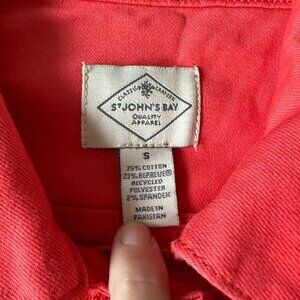 CLASSIC CRAFTED
ST JOHN'S BAY
QUALITY
APPAREL
S
75% COTTON
23% REPREVE®
RECYCLED
POLYESTER
2% SPANDEX
MADE IN
PAKISTAN